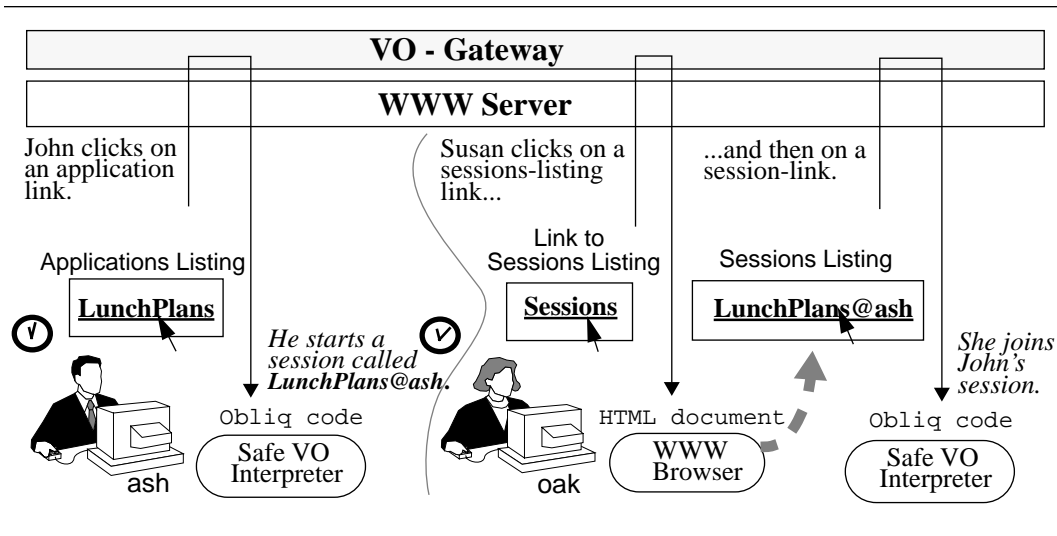 VO - Gateway
WWW Server
John clicks on
an application
link.
Applications Listing
LunchPlans
He starts a
session called
LunchPlans@ash.
Obliq code
Safe VO
Interpreter
ash
Susan clicks on a
sessions-listing
link...
Link to
Sessions Listing
Sessions
HTML document
WWW
Browser
oak
...and then on a
session-link.
Sessions Listing
LunchPlans@ash
She joins
John's
session.
Obliq code
Safe VO
Interpreter